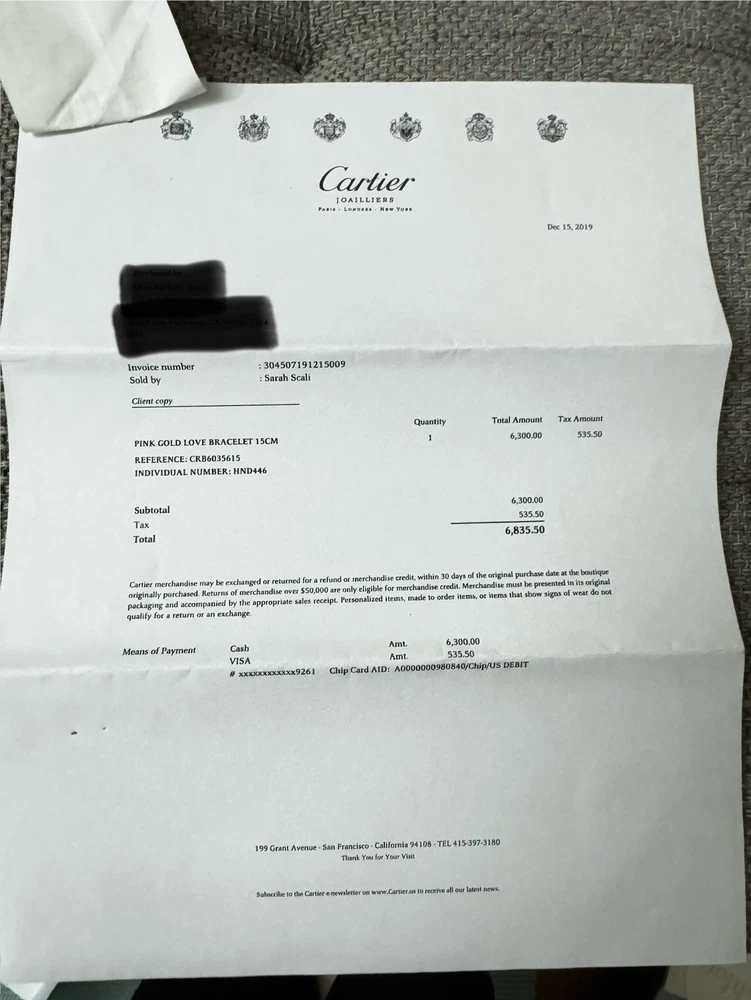 Cartier
JOAILLIERS
PARIS - LONDRES - NEW YORK
Dec 15, 2019
Invoice number : 304507191215009
Sold by : Sarah Scali
Client copy
Quantity Total Amount Tax Amount
PINK GOLD LOVE BRACELET 15CM 1 6,300.00 535.50
REFERENCE: CRB6035615
INDIVIDUAL NUMBER: HND446
Subtotal 6,300.00
Tax 535.50
Total 6,835.50
Cartier merchandise may be exchanged or returned for a refund or merchandise credit, within 30 days of the original purchase date at the boutique
originally purchased. Returns of merchandise over $50,000 are only eligible for merchandise credit. Merchandise must be presented in its original
packaging and accompanied by the appropriate sales receipt. Personalized items, made to order items, or items that show signs of wear do not
qualify for a return or an exchange.
Means of Payment Cash Amt. 6,300.00
VISA Amt. 535.50
# xxxxxxxxxxxx9261 Chip Card AID: A0000000980840/Chip/US DEBIT
199 Grant Avenue - San Francisco - California 94108 - TEL 415-397-3180
Thank You for Your Visit
Subscribe to the Cartier e newsletter on www.Cartier.us to receive all our latest news.